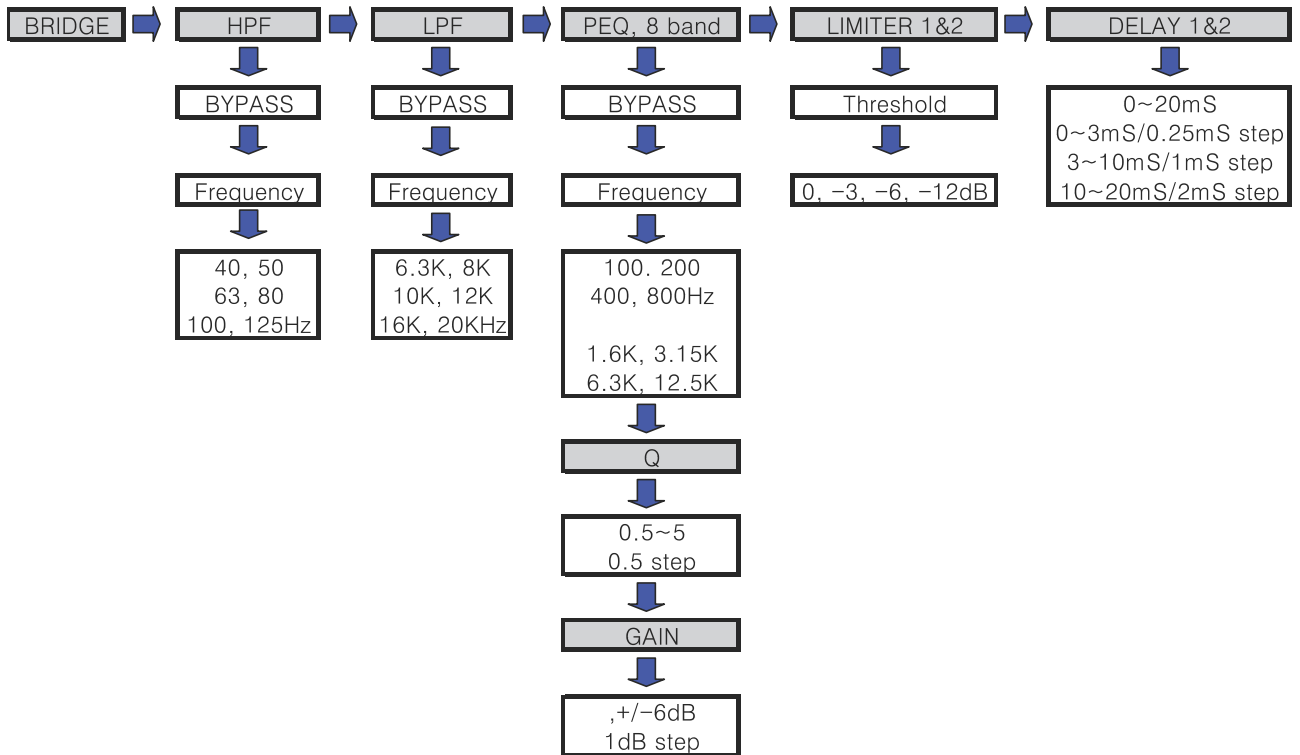 BRIDGE
HPF
LPF
PEQ, 8 band
LIMITER 1&2
DELAY 1&2
BYPASS
BYPASS
BYPASS
Threshold
0~20mS
0~3mS/0.25mS step
3~10mS/1mS step
10~20mS/2mS step
Frequency
Frequency
Frequency
0, −3, −6, −12dB
40, 50
63, 80
100, 125Hz
6.3K, 8K
10K, 12K
16K, 20KHz
100. 200
400, 800Hz
1.6K, 3.15K
6.3K, 12.5K
Q
0.5~5
0.5 step
GAIN
,+/−6dB
1dB step